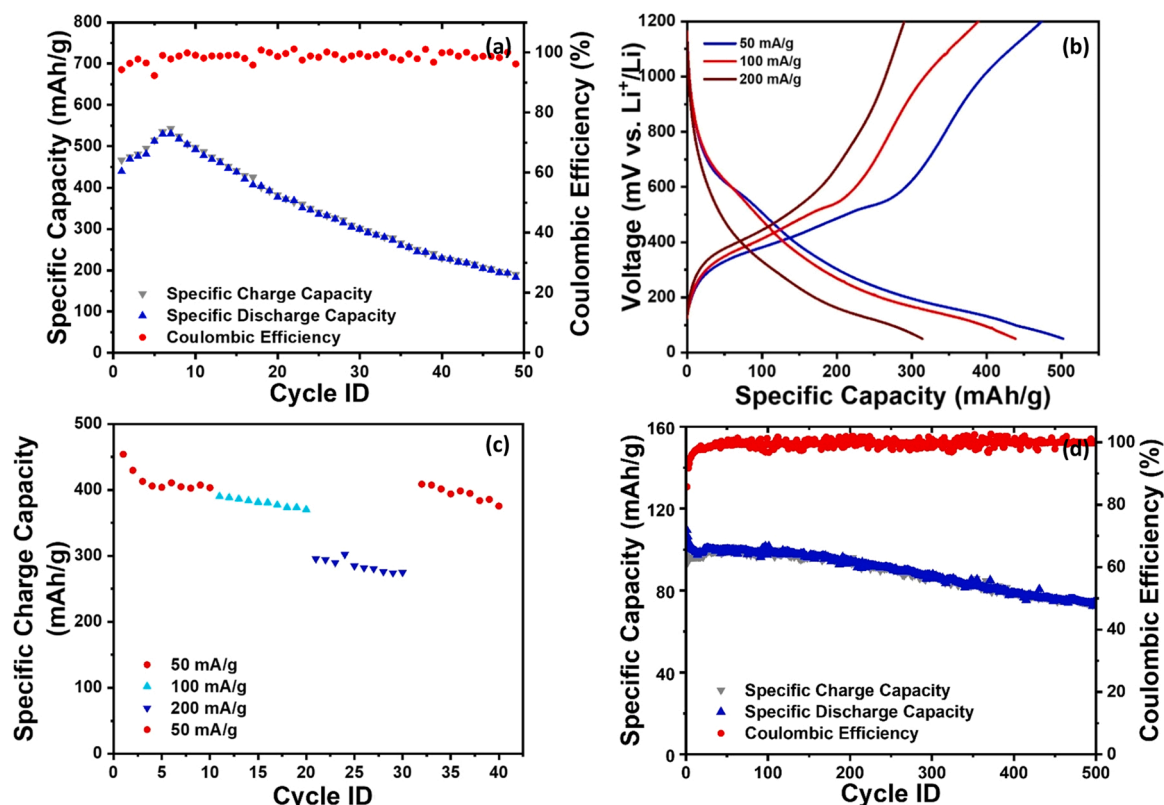 (a)
Specific Capacity (mAh/g)
800
700
600
500
400
300
200
100
0
Specific Charge Capacity
Specific Discharge Capacity
Coulombic Efficiency
0 10 20 30 40 50
Cycle ID
100
80
60
40
20
0
Coulombic Efficiency (%)
(b)
Voltage (mV vs. Li⁺/Li)
1200
1000
800
600
400
200
0
50 mA/g
100 mA/g
200 mA/g
0 100 200 300 400 500
Specific Capacity (mAh/g)
(c)
Specific Charge Capacity
(mAh/g)
500
400
300
200
100
0
50 mA/g
100 mA/g
200 mA/g
50 mA/g
0 5 10 15 20 25 30 35 40
Cycle ID
(d)
Specific Capacity (mAh/g)
160
120
80
40
0
Specific Charge Capacity
Specific Discharge Capacity
Coulombic Efficiency
0 100 200 300 400 500
Cycle ID
100
80
60
40
20
0
Coulombic Efficiency (%)